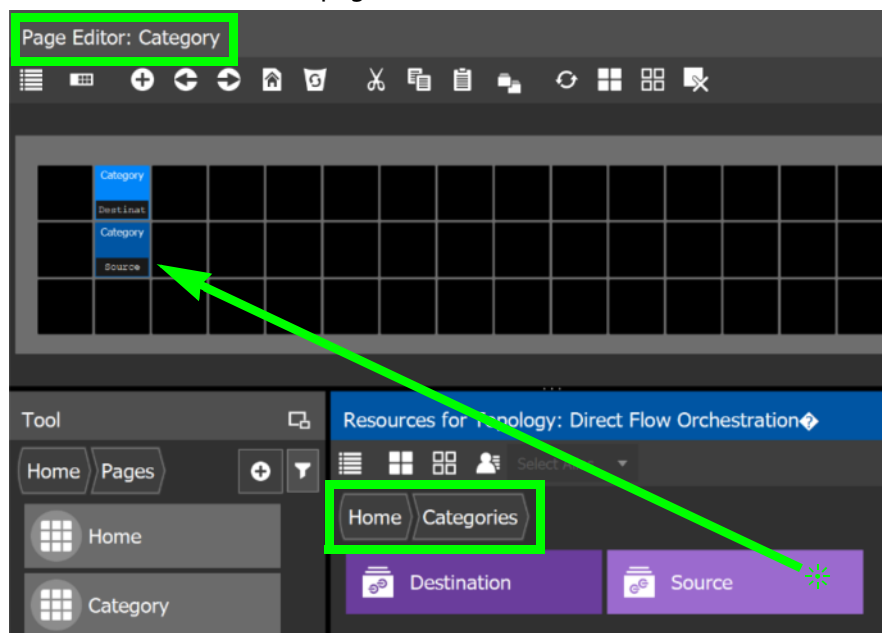 Page Editor: Category
Category
Destinat
Category
Source
Tool
Resources for Topology: Direct Flow Orchestration�
Home Pages
Home Categories
Home
Destination
Source
Category